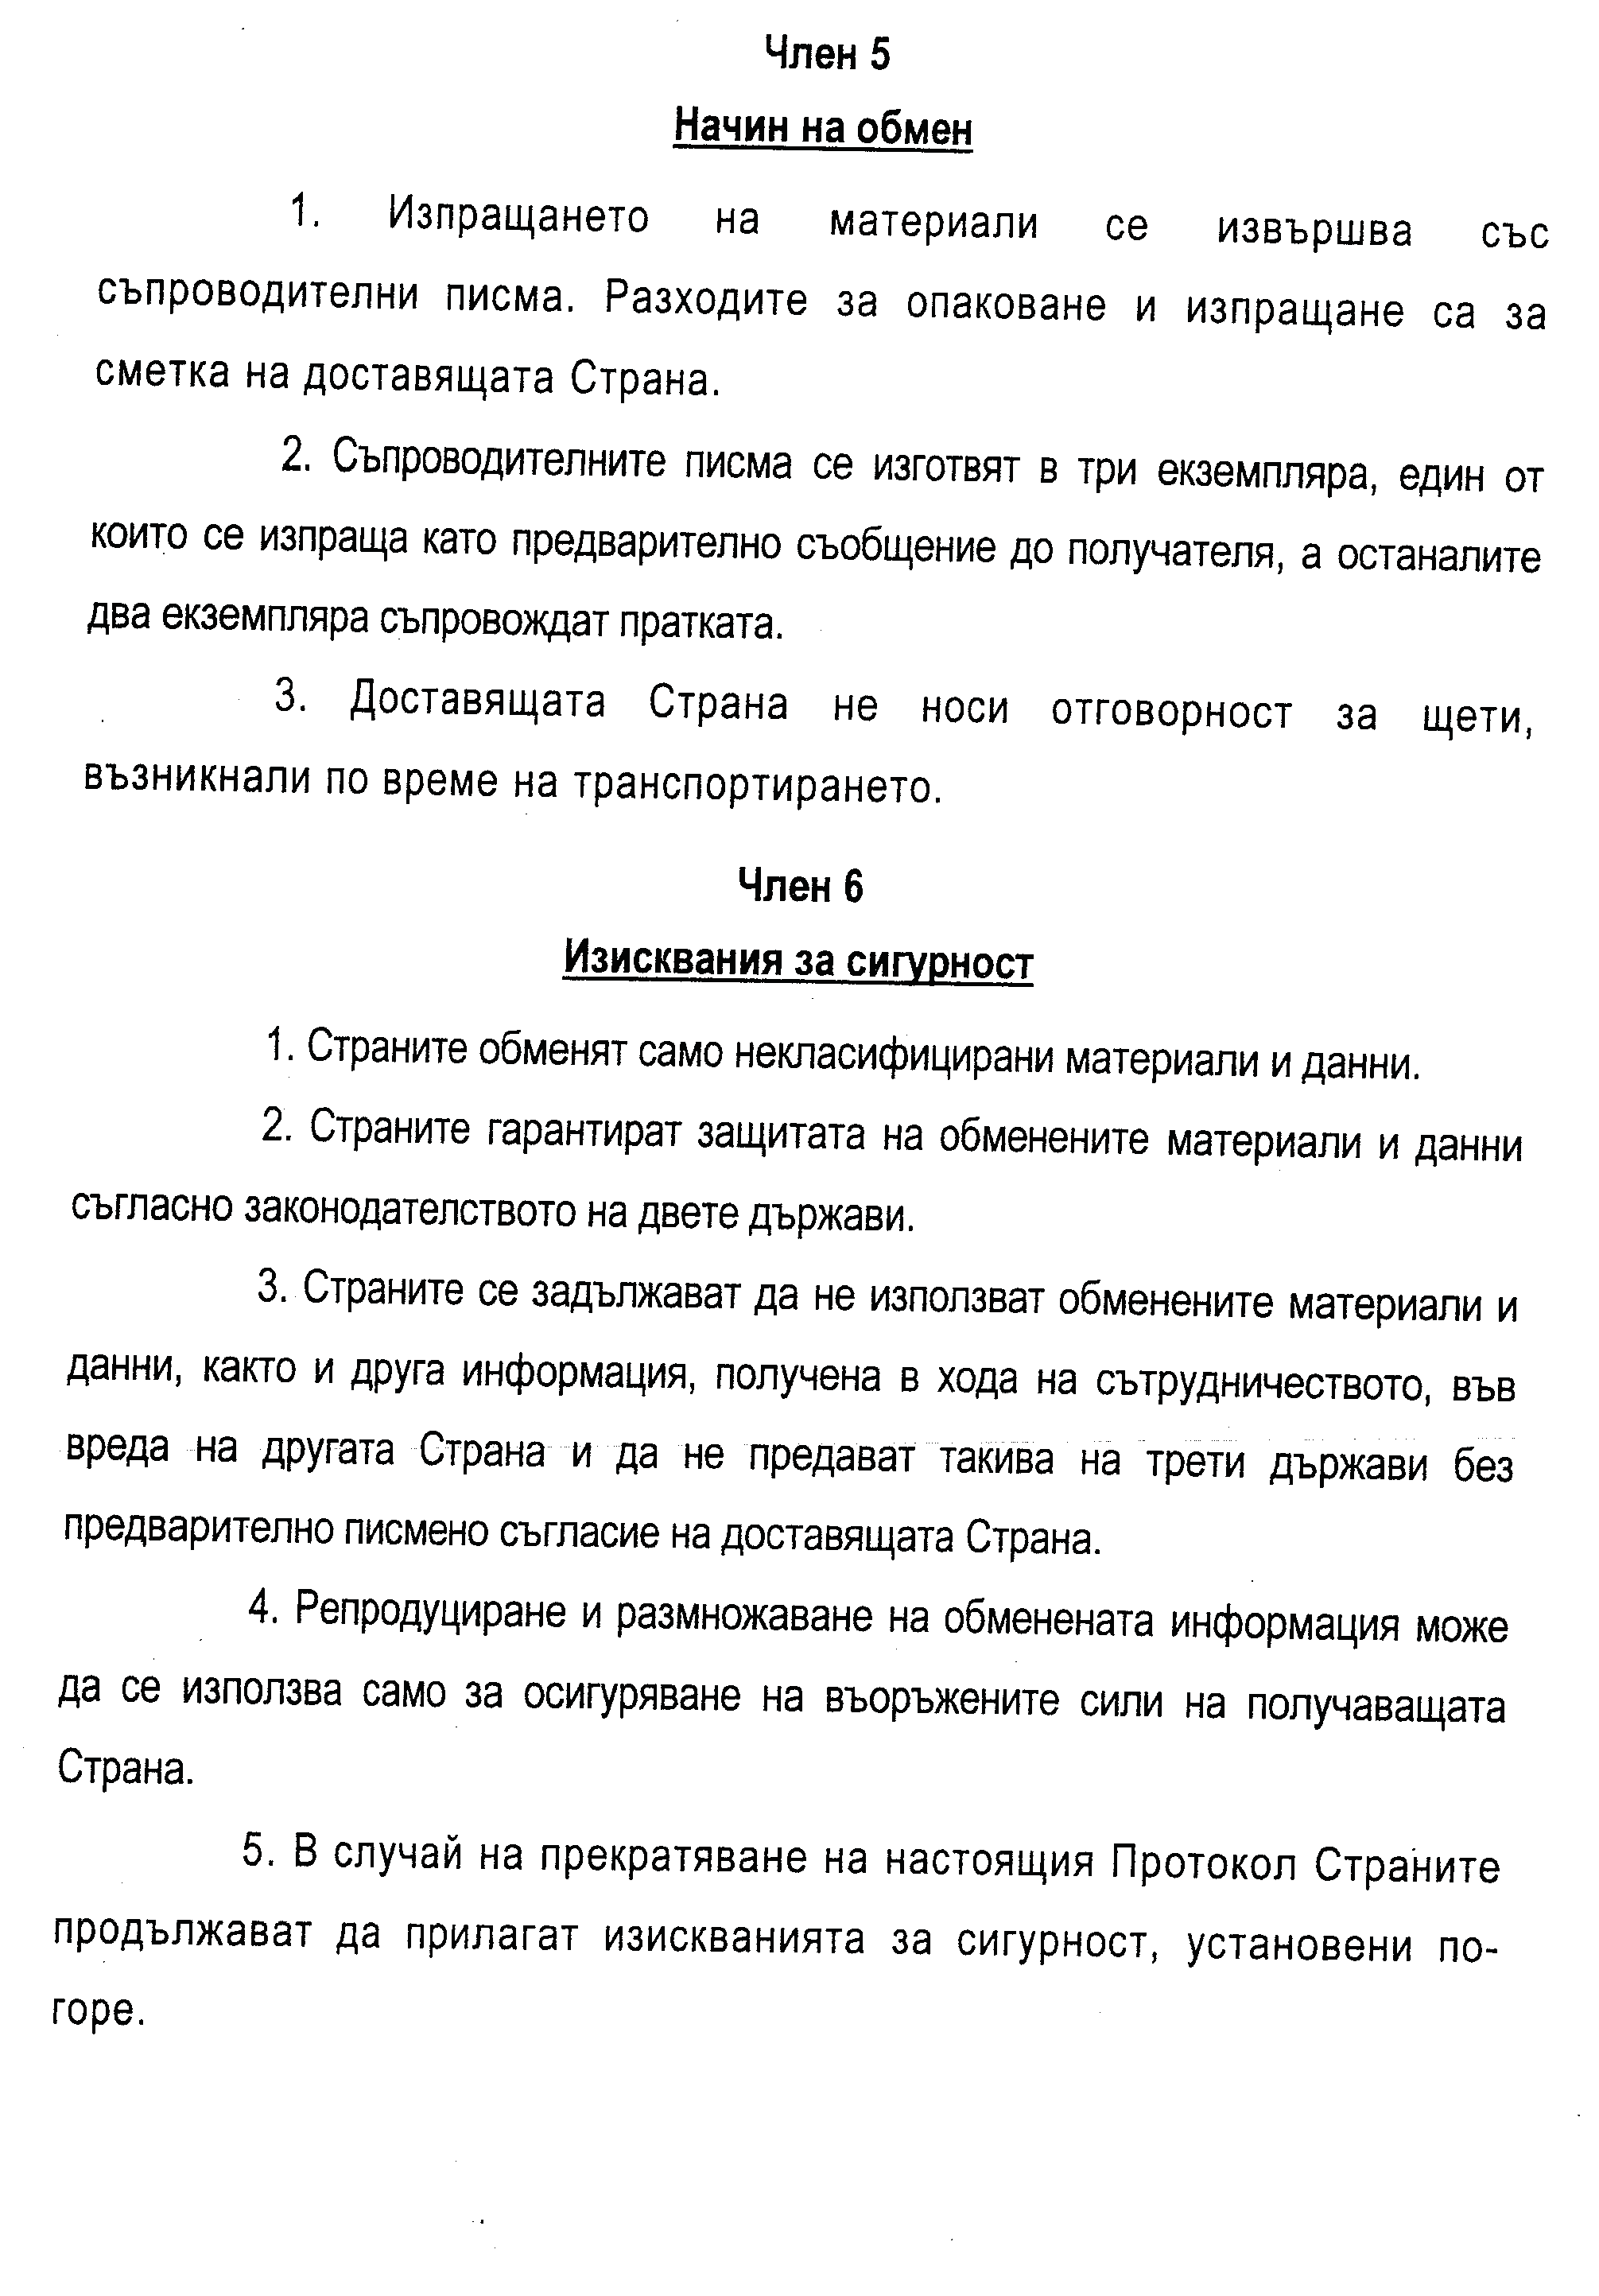 Член 5
Начин на обмен
1. Изпращането на материали се извършва със
съпроводителни писма. Разходите за опаковане и изпращане са за
сметка на доставящата Страна.
2. Съпроводителните писма се изготвят в три екземпляра, един от
които се изпраща като предварително съобщение до получателя, а останалите
два екземпляра съпровождат пратката.
3. Доставящата Страна не носи отговорност за щети,
възникнали по време на транспортирането.
Член 6
Изисквания за сигурност
1. Страните обменят само некласифицирани материали и данни.
2. Страните гарантират защитата на обменените материали и данни
съгласно законодателството на двете държави.
3. Страните се задължават да не използват обменените материали и
данни, както и друга информация, получена в хода на сътрудничеството, във
вреда на другата Страна и да не предават такива на трети държави без
предварително писмено съгласие на доставящата Страна.
4. Репродуциране и размножаване на обменената информация може
да се използва само за осигуряване на въоръжените сили на получаващата
Страна.
5. В случай на прекратяване на настоящия Протокол Страните
продължават да прилагат изискванията за сигурност, установени по-
горе.